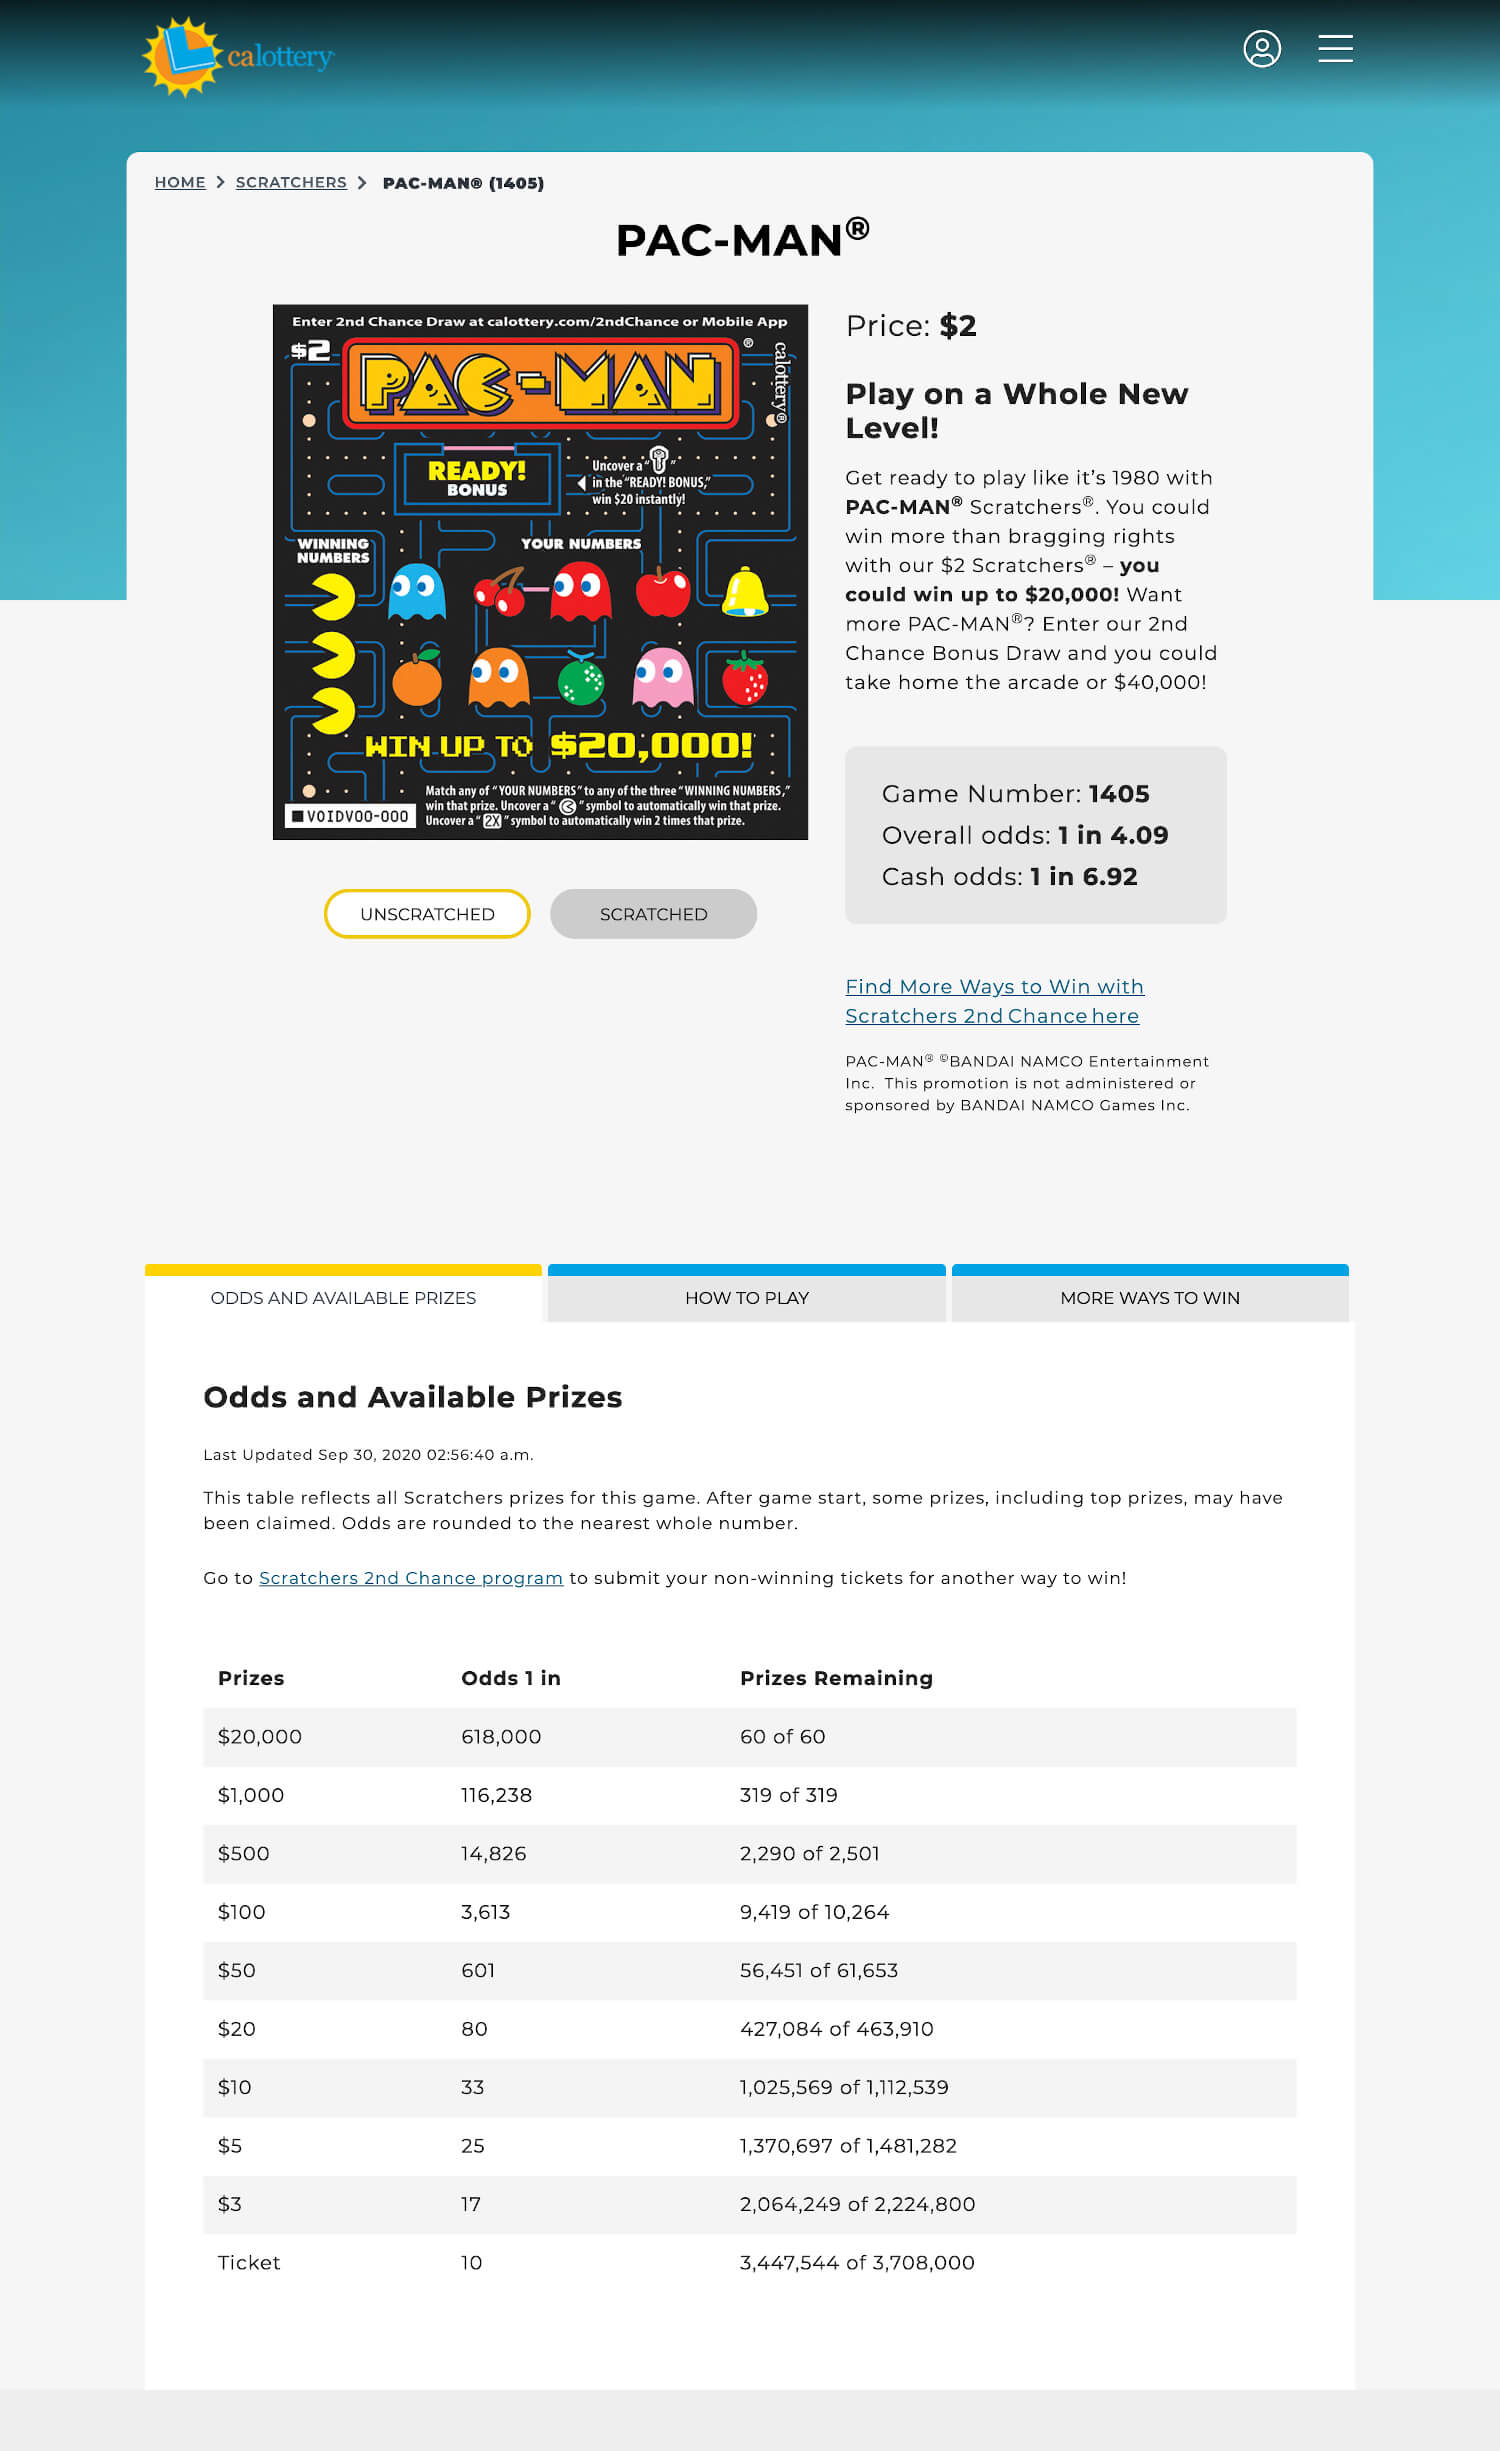 calottery
HOME > SCRATCHERS > PAC-MAN® (1405)
PAC-MAN®
Enter 2nd Chance Draw at calottery.com/2ndChance or Mobile App
$2
PAC-MAN®
calottery®
READY!
BONUS
Uncover a " "
in the "READY! BONUS,"
win $20 instantly!
WINNING
NUMBERS
YOUR NUMBERS
WIN UP TO $20,000!
Match any of "YOUR NUMBERS" to any of the three "WINNING NUMBERS,"
win that prize. Uncover a " " symbol to automatically win that prize.
Uncover a "2X" symbol to automatically win 2 times that prize.
VOIDV00-000
UNSCRATCHED
SCRATCHED
Price: $2
Play on a Whole New
Level!
Get ready to play like it’s 1980 with
PAC-MAN® Scratchers®. You could
win more than bragging rights
with our $2 Scratchers® – you
could win up to $20,000! Want
more PAC-MAN®? Enter our 2nd
Chance Bonus Draw and you could
take home the arcade or $40,000!
Game Number: 1405
Overall odds: 1 in 4.09
Cash odds: 1 in 6.92
Find More Ways to Win with
Scratchers 2nd Chance here
PAC-MAN® ©BANDAI NAMCO Entertainment
Inc. This promotion is not administered or
sponsored by BANDAI NAMCO Games Inc.
ODDS AND AVAILABLE PRIZES
HOW TO PLAY
MORE WAYS TO WIN
Odds and Available Prizes
Last Updated Sep 30, 2020 02:56:40 a.m.
This table reflects all Scratchers prizes for this game. After game start, some prizes, including top prizes, may have
been claimed. Odds are rounded to the nearest whole number.
Go to Scratchers 2nd Chance program to submit your non-winning tickets for another way to win!
Prizes Odds 1 in Prizes Remaining
$20,000 618,000 60 of 60
$1,000 116,238 319 of 319
$500 14,826 2,290 of 2,501
$100 3,613 9,419 of 10,264
$50 601 56,451 of 61,653
$20 80 427,084 of 463,910
$10 33 1,025,569 of 1,112,539
$5 25 1,370,697 of 1,481,282
$3 17 2,064,249 of 2,224,800
Ticket 10 3,447,544 of 3,708,000